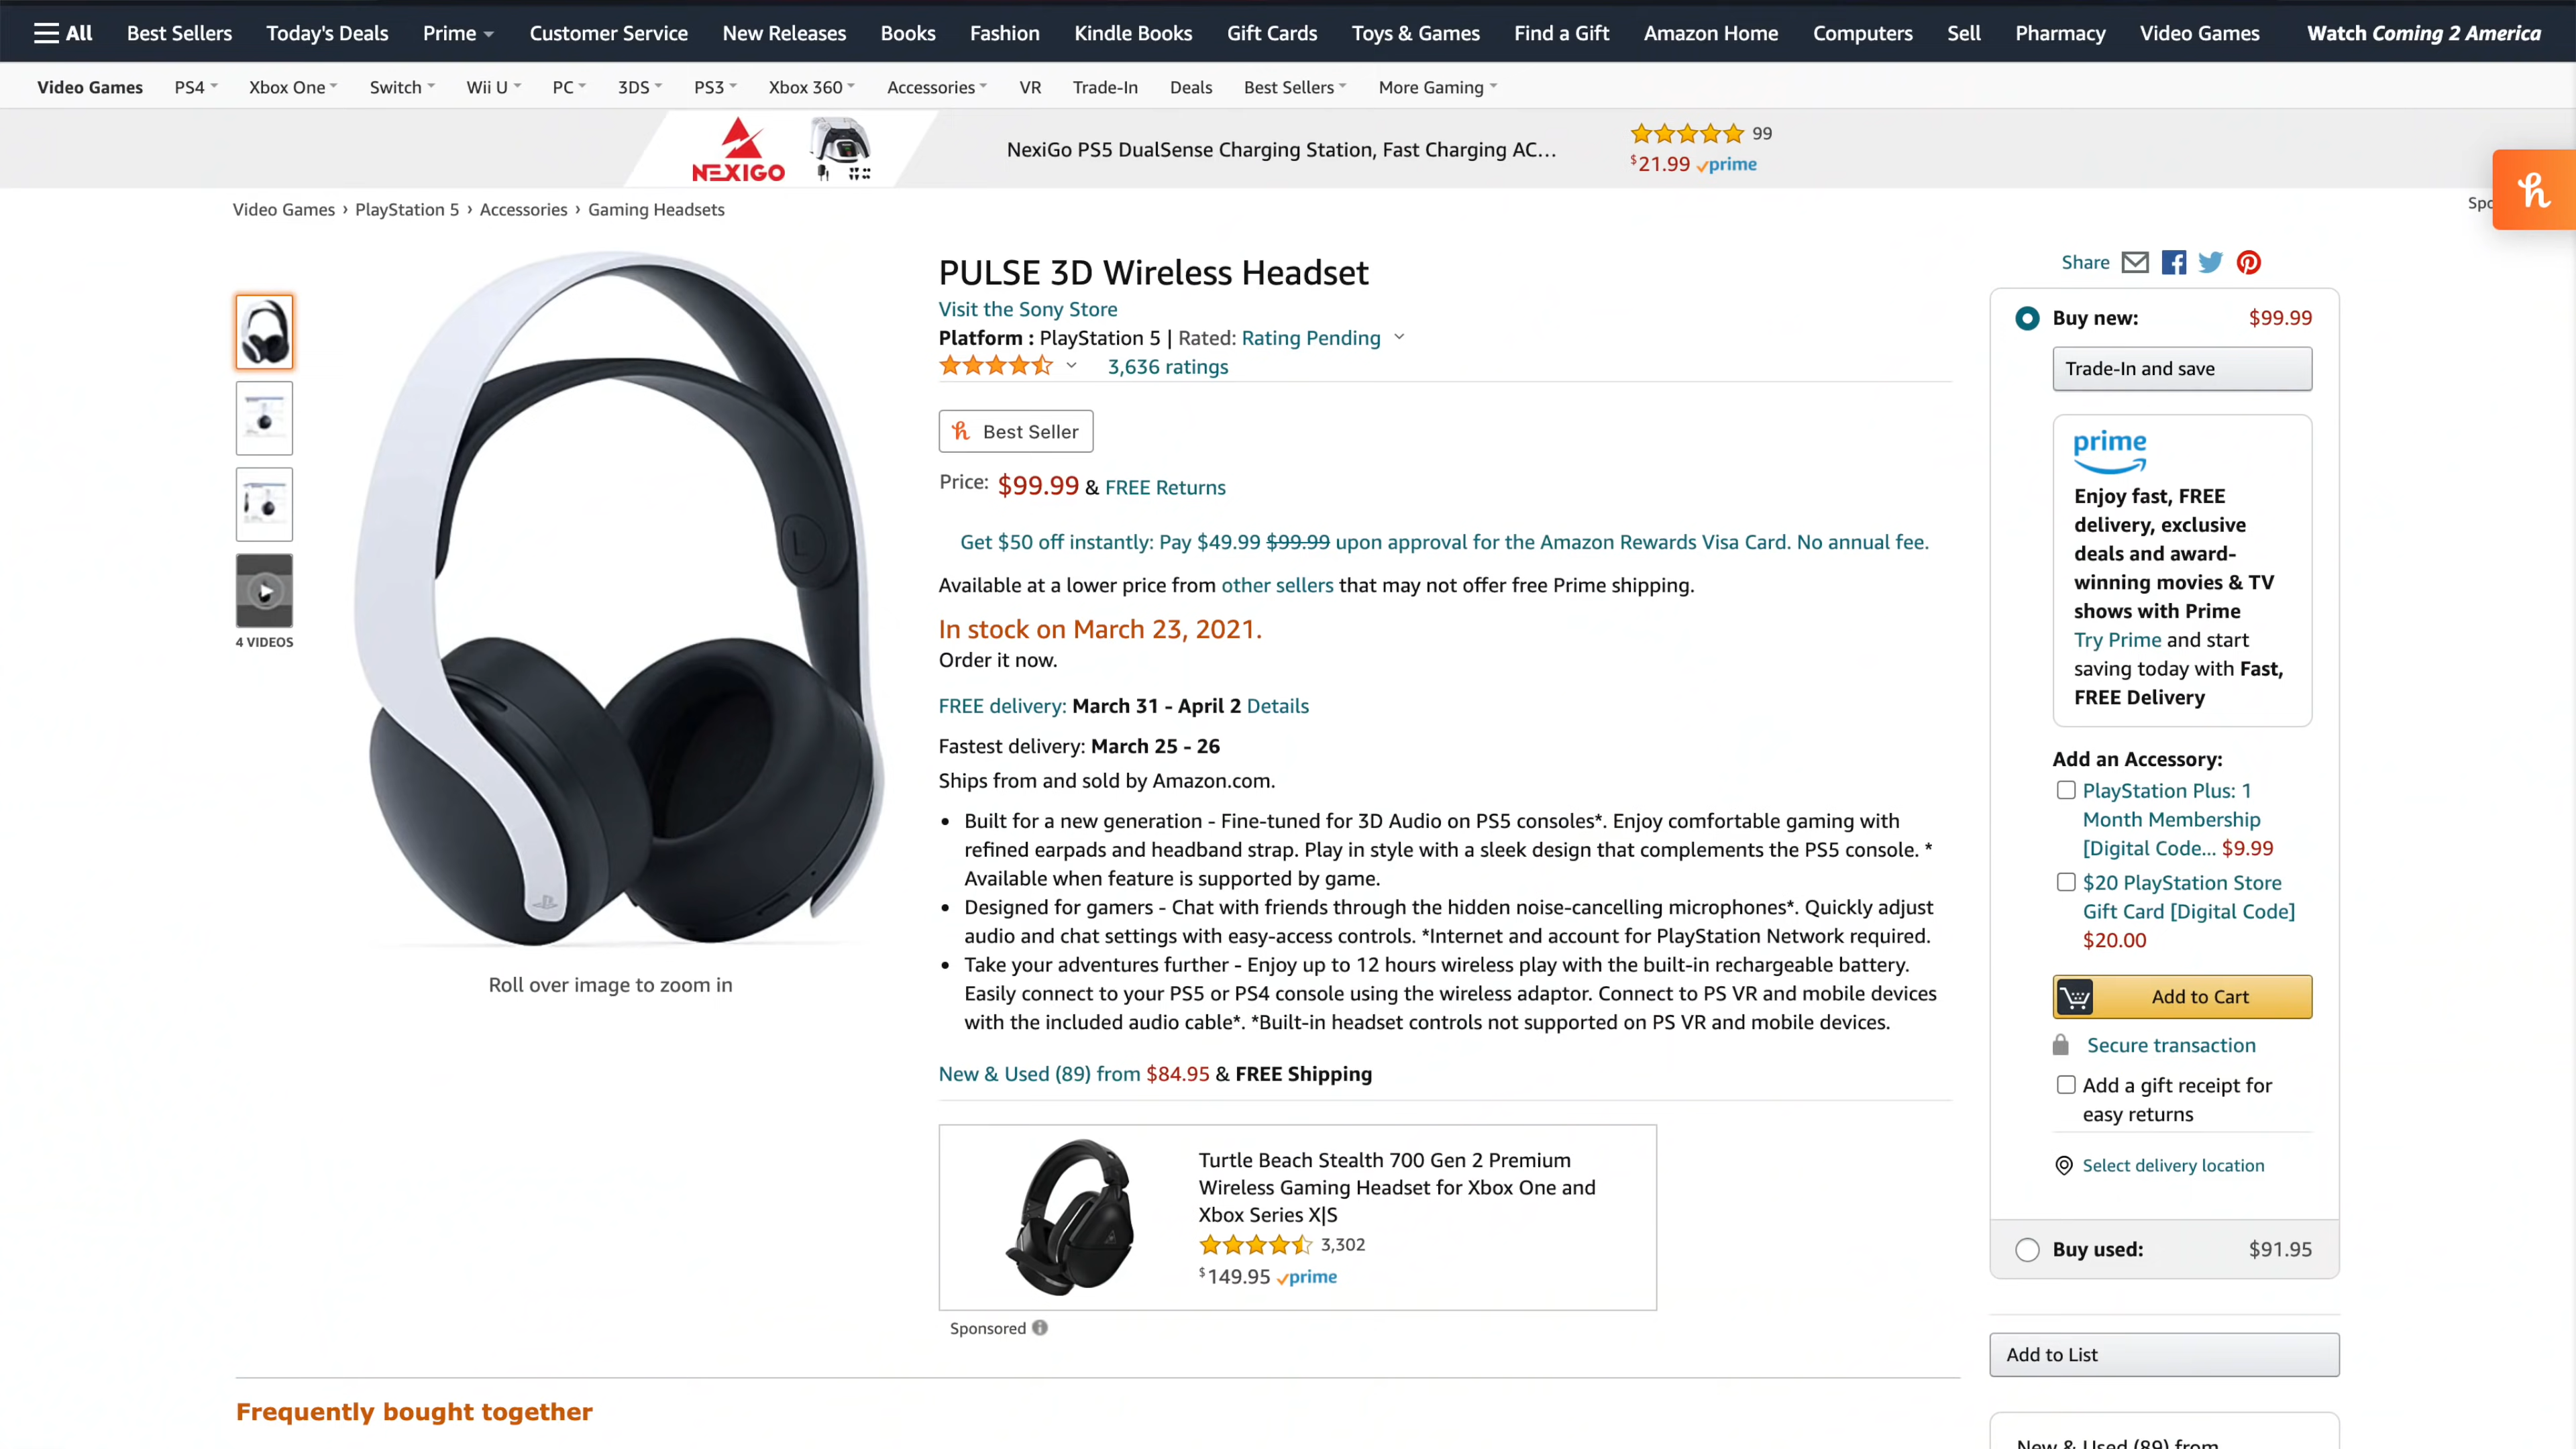 All Best Sellers Today's Deals Prime Customer Service New Releases Books Fashion Kindle Books Gift Cards Toys & Games Find a Gift Amazon Home Computers Sell Pharmacy Video Games Watch Coming 2 America
Video Games PS4 Xbox One Switch Wii U PC 3DS PS3 Xbox 360 Accessories VR Trade-In Deals Best Sellers More Gaming
NEXIGO
NexiGo PS5 DualSense Charging Station, Fast Charging AC...
99
$21.99 prime
Video Games › PlayStation 5 › Accessories › Gaming Headsets
4 VIDEOS
L
Roll over image to zoom in
PULSE 3D Wireless Headset
Visit the Sony Store
Platform : PlayStation 5 | Rated: Rating Pending
3,636 ratings
Best Seller
Price: $99.99 & FREE Returns
Get $50 off instantly: Pay $49.99 $99.99 upon approval for the Amazon Rewards Visa Card. No annual fee.
Available at a lower price from other sellers that may not offer free Prime shipping.
In stock on March 23, 2021.
Order it now.
FREE delivery: March 31 - April 2 Details
Fastest delivery: March 25 - 26
Ships from and sold by Amazon.com.
• Built for a new generation - Fine-tuned for 3D Audio on PS5 consoles*. Enjoy comfortable gaming with
refined earpads and headband strap. Play in style with a sleek design that complements the PS5 console. *
Available when feature is supported by game.
• Designed for gamers - Chat with friends through the hidden noise-cancelling microphones*. Quickly adjust
audio and chat settings with easy-access controls. *Internet and account for PlayStation Network required.
• Take your adventures further - Enjoy up to 12 hours wireless play with the built-in rechargeable battery.
Easily connect to your PS5 or PS4 console using the wireless adaptor. Connect to PS VR and mobile devices
with the included audio cable*. *Built-in headset controls not supported on PS VR and mobile devices.
New & Used (89) from $84.95 & FREE Shipping
Turtle Beach Stealth 700 Gen 2 Premium
Wireless Gaming Headset for Xbox One and
Xbox Series X|S
3,302
$149.95 prime
Sponsored
Frequently bought together
Spo
h
Share
Buy new: $99.99
Trade-In and save
prime
Enjoy fast, FREE
delivery, exclusive
deals and award-
winning movies & TV
shows with Prime
Try Prime and start
saving today with Fast,
FREE Delivery
Add an Accessory:
PlayStation Plus: 1
Month Membership
[Digital Code... $9.99
$20 PlayStation Store
Gift Card [Digital Code]
$20.00
Add to Cart
Secure transaction
Add a gift receipt for
easy returns
Select delivery location
Buy used: $91.95
Add to List
New & Used (89) from